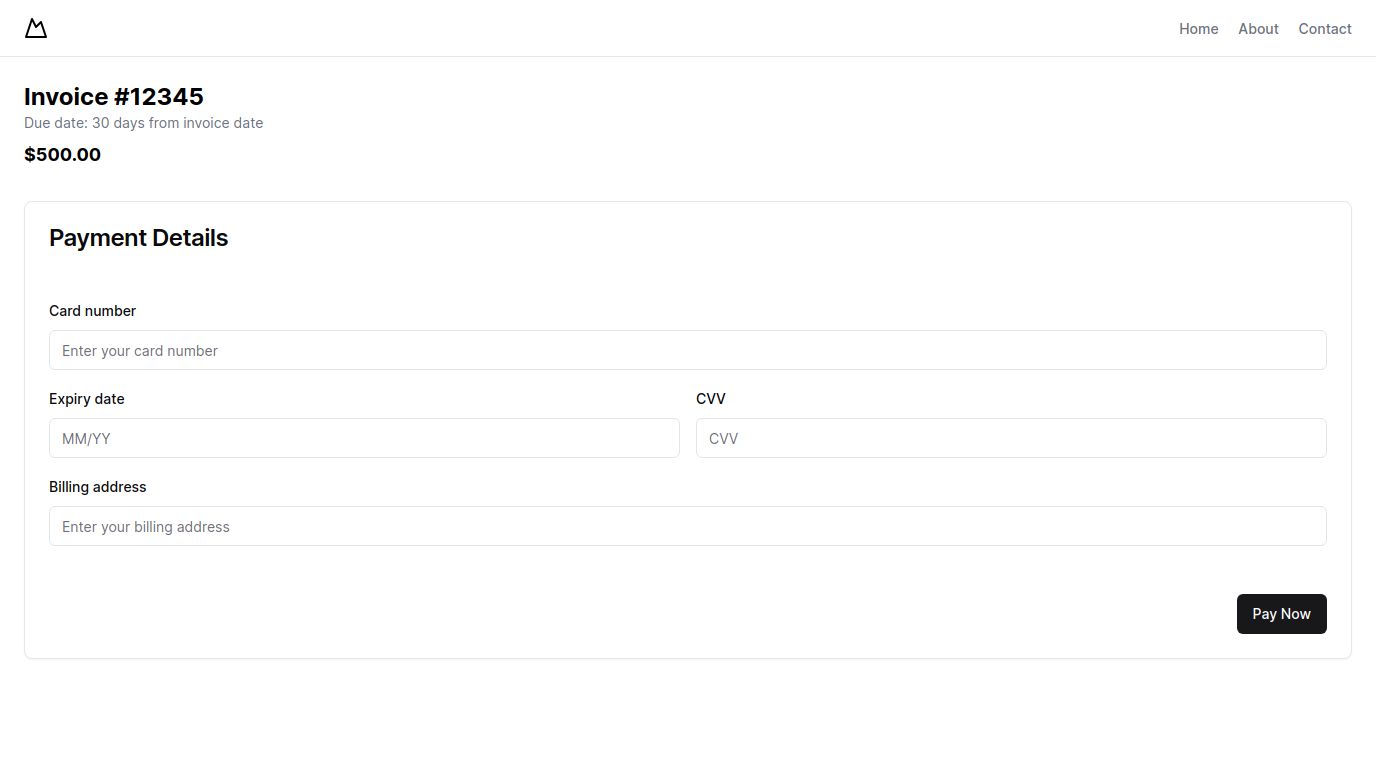 Home About Contact
Invoice #12345
Due date: 30 days from invoice date
$500.00
Payment Details
Card number
Enter your card number
Expiry date CVV
MM/YY CVV
Billing address
Enter your billing address
Pay Now